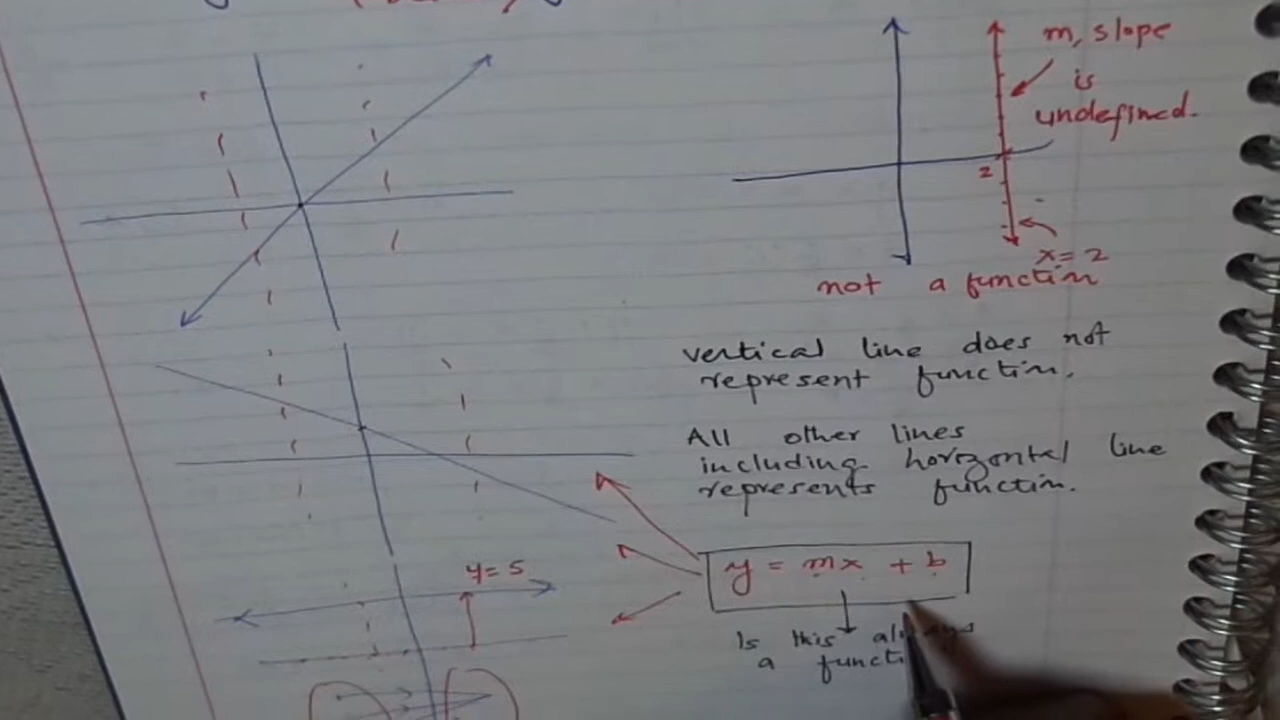 m, slope
is
undefined.
2
x = 2
not a function
vertical line does not
represent function.
All other lines
including horizontal line
represents function.
y = 5
y = mx + b
Is this always
a